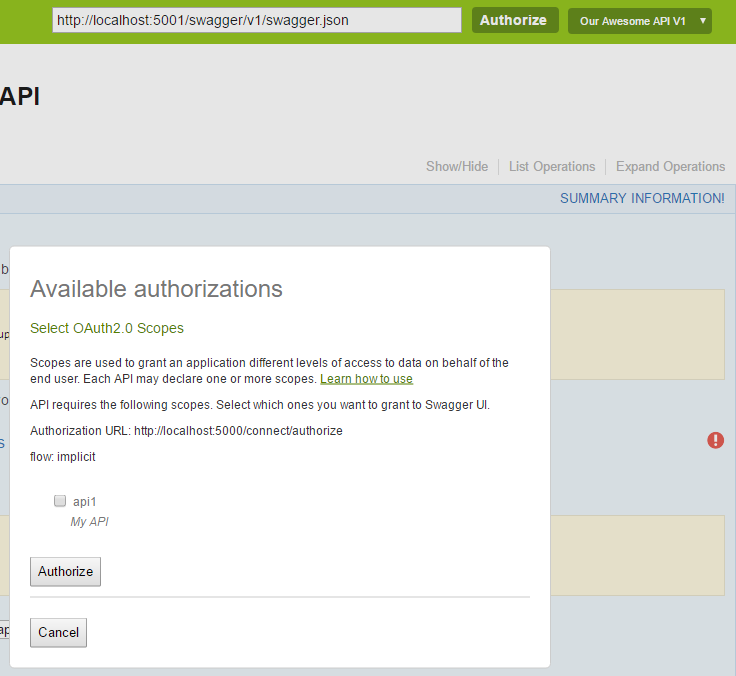 http://localhost:5001/swagger/v1/swagger.json
Authorize
Our Awesome API V1
API
Show/Hide
List Operations
Expand Operations
SUMMARY INFORMATION!
Available authorizations
Select OAuth2.0 Scopes
Scopes are used to grant an application different levels of access to data on behalf of the
end user. Each API may declare one or more scopes. Learn how to use
API requires the following scopes. Select which ones you want to grant to Swagger UI.
Authorization URL: http://localhost:5000/connect/authorize
flow: implicit
api1
My API
Authorize
Cancel